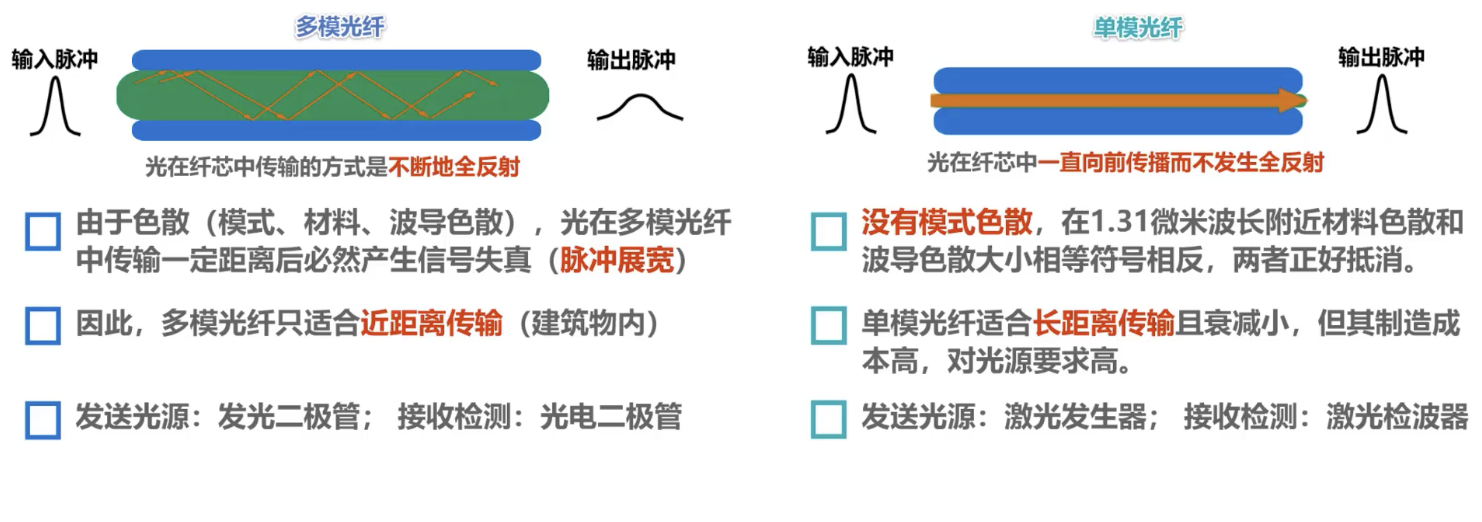 多模光纤
输入脉冲
输出脉冲
光在纤芯中传输的方式是不断地全反射
由于色散（模式、材料、波导色散），光在多模光纤
中传输一定距离后必然产生信号失真（脉冲展宽）
因此，多模光纤只适合近距离传输（建筑物内）
发送光源：发光二极管； 接收检测：光电二极管
单模光纤
输入脉冲
输出脉冲
光在纤芯中一直向前传播而不发生全反射
没有模式色散，在1.31微米波长附近材料色散和
波导色散大小相等符号相反，两者正好抵消。
单模光纤适合长距离传输且衰减小，但其制造成
本高，对光源要求高。
发送光源：激光发生器； 接收检测：激光检波器